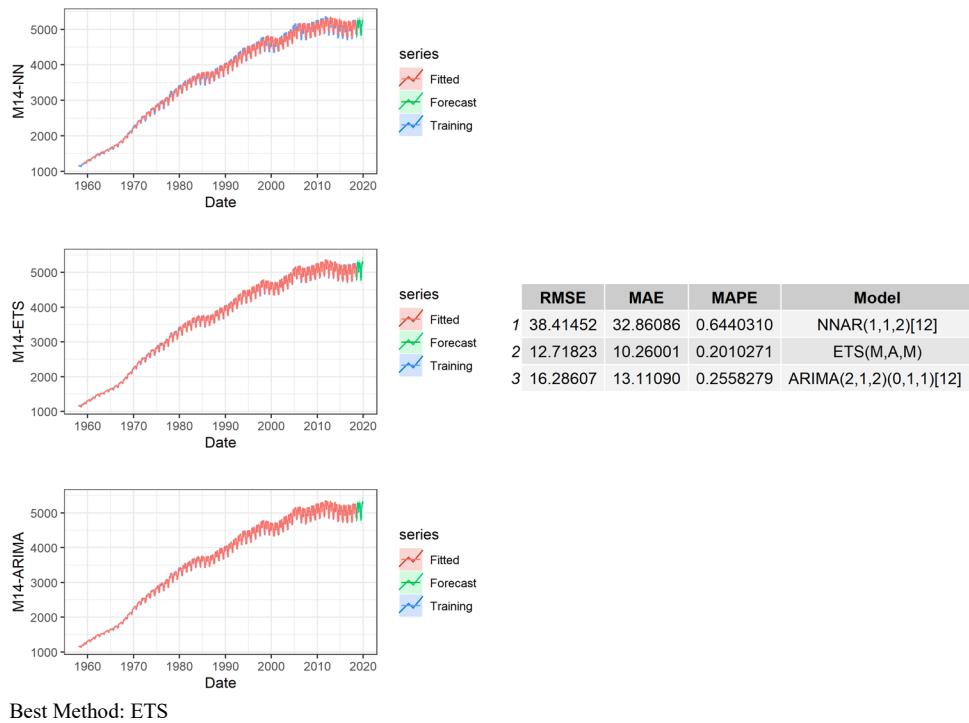 M14-NN
5000
4000
3000
2000
1000
1960 1970 1980 1990 2000 2010 2020
Date
series
Fitted
Forecast
Training
M14-ETS
5000
4000
3000
2000
1000
1960 1970 1980 1990 2000 2010 2020
Date
series
Fitted
Forecast
Training
RMSE MAE MAPE Model
1 38.41452 32.86086 0.6440310 NNAR(1,1,2)[12]
2 12.71823 10.26001 0.2010271 ETS(M,A,M)
3 16.28607 13.11090 0.2558279 ARIMA(2,1,2)(0,1,1)[12]
M14-ARIMA
5000
4000
3000
2000
1000
1960 1970 1980 1990 2000 2010 2020
Date
series
Fitted
Forecast
Training
Best Method: ETS